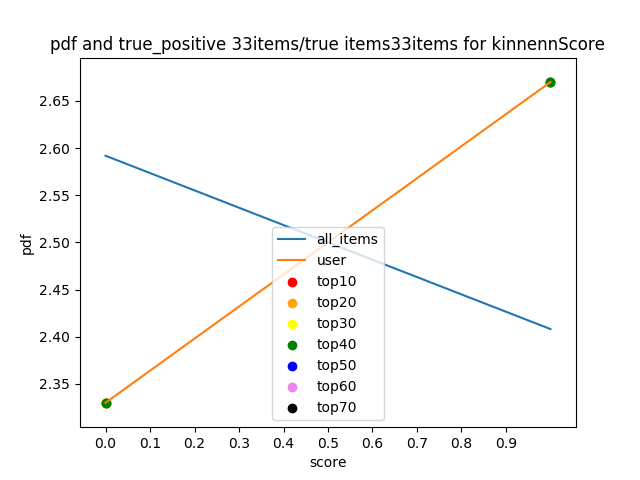 pdf and true_positive 33items/true items33items for kinnennScore
2.65
2.60
2.55
2.50
2.45
2.40
2.35
pdf
all_items
user
top10
top20
top30
top40
top50
top60
top70
0.0 0.1 0.2 0.3 0.4 0.5 0.6 0.7 0.8 0.9
score